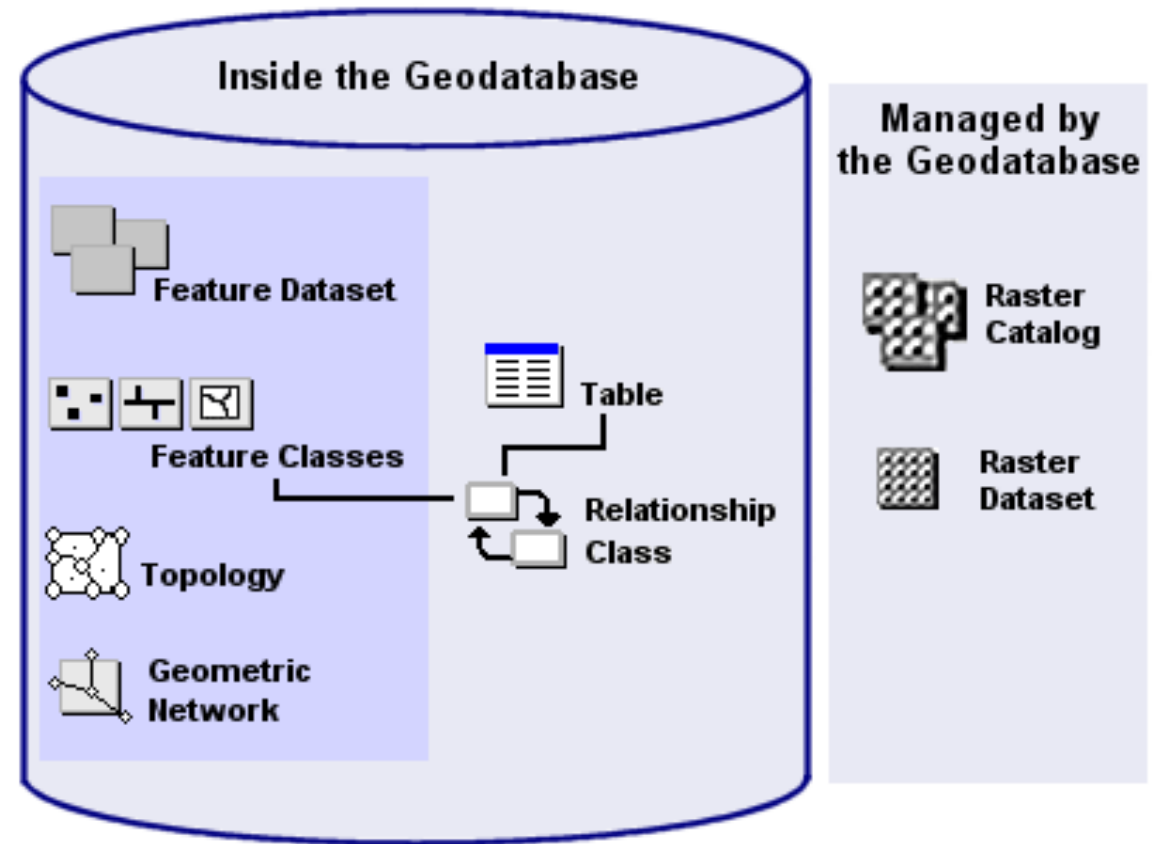 Inside the Geodatabase
Feature Dataset
Feature Classes
Topology
Geometric
Network
Table
Relationship
Class
Managed by
the Geodatabase
Raster
Catalog
Raster
Dataset